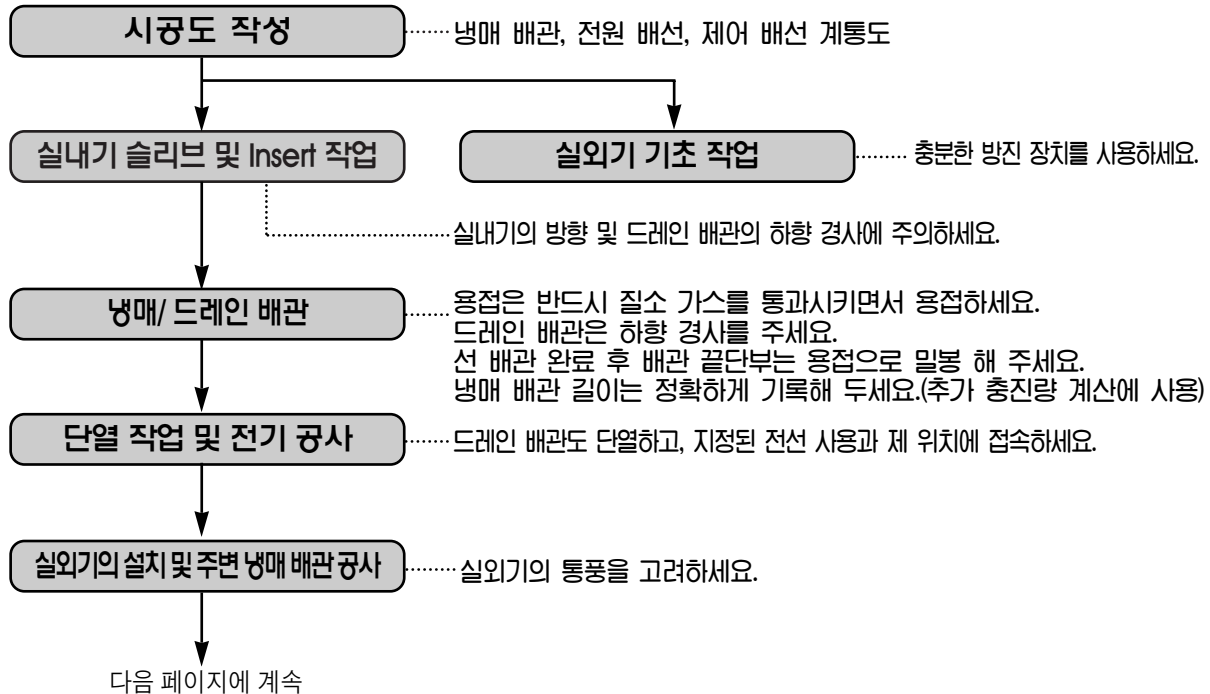 시공도 작성
냉매 배관, 전원 배선, 제어 배선 계통도
실내기 슬리브 및 Insert 작업
실외기 기초 작업
충분한 방진 장치를 사용하세요.
실내기의 방향 및 드레인 배관의 하향 경사에 주의하세요.
냉매/ 드레인 배관
용접은 반드시 질소 가스를 통과시키면서 용접하세요.
드레인 배관은 하향 경사를 주세요.
선 배관 완료 후 배관 끝단부는 용접으로 밀봉 해 주세요.
냉매 배관 길이는 정확하게 기록해 두세요.(추가 충진량 계산에 사용)
단열 작업 및 전기 공사
드레인 배관도 단열하고, 지정된 전선 사용과 제 위치에 접속하세요.
실외기의 설치 및 주변 냉매 배관 공사
실외기의 통풍을 고려하세요.
다음 페이지에 계속